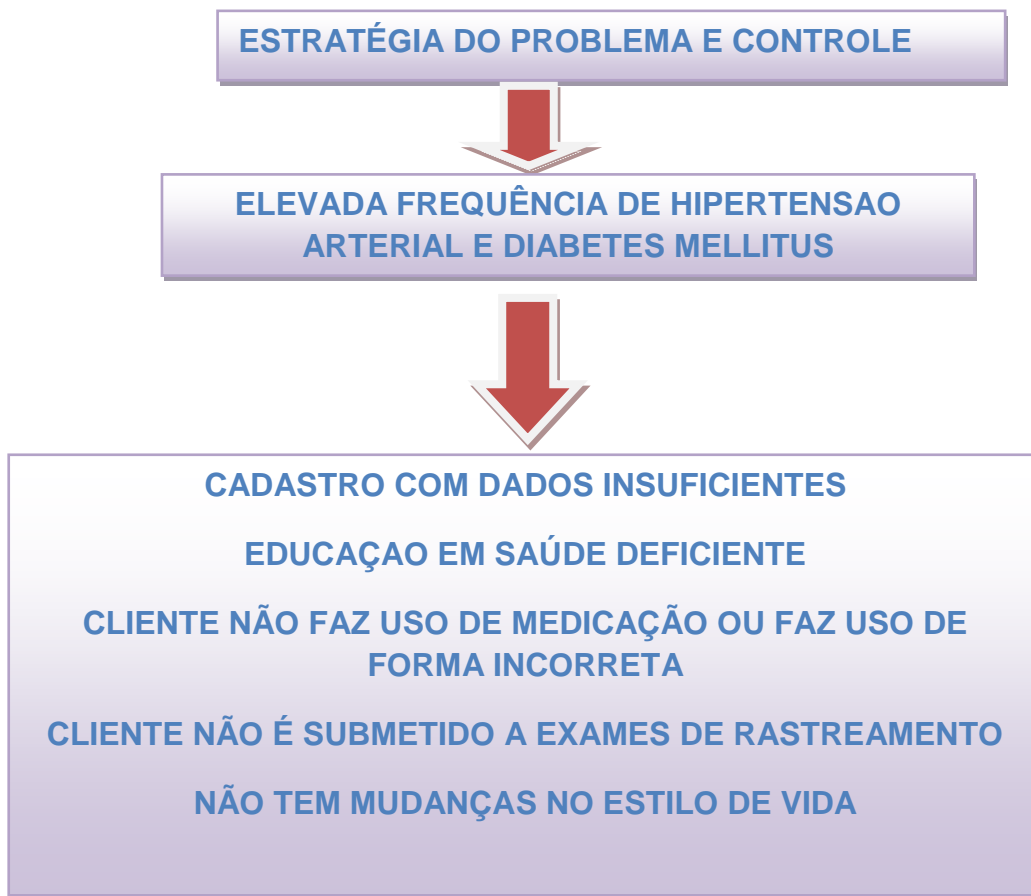 ESTRATÉGIA DO PROBLEMA E CONTROLE
ELEVADA FREQUÊNCIA DE HIPERTENSAO
ARTERIAL E DIABETES MELLITUS
CADASTRO COM DADOS INSUFICIENTES
EDUCAÇAO EM SAÚDE DEFICIENTE
CLIENTE NÃO FAZ USO DE MEDICAÇÃO OU FAZ USO DE
FORMA INCORRETA
CLIENTE NÃO É SUBMETIDO A EXAMES DE RASTREAMENTO
NÃO TEM MUDANÇAS NO ESTILO DE VIDA